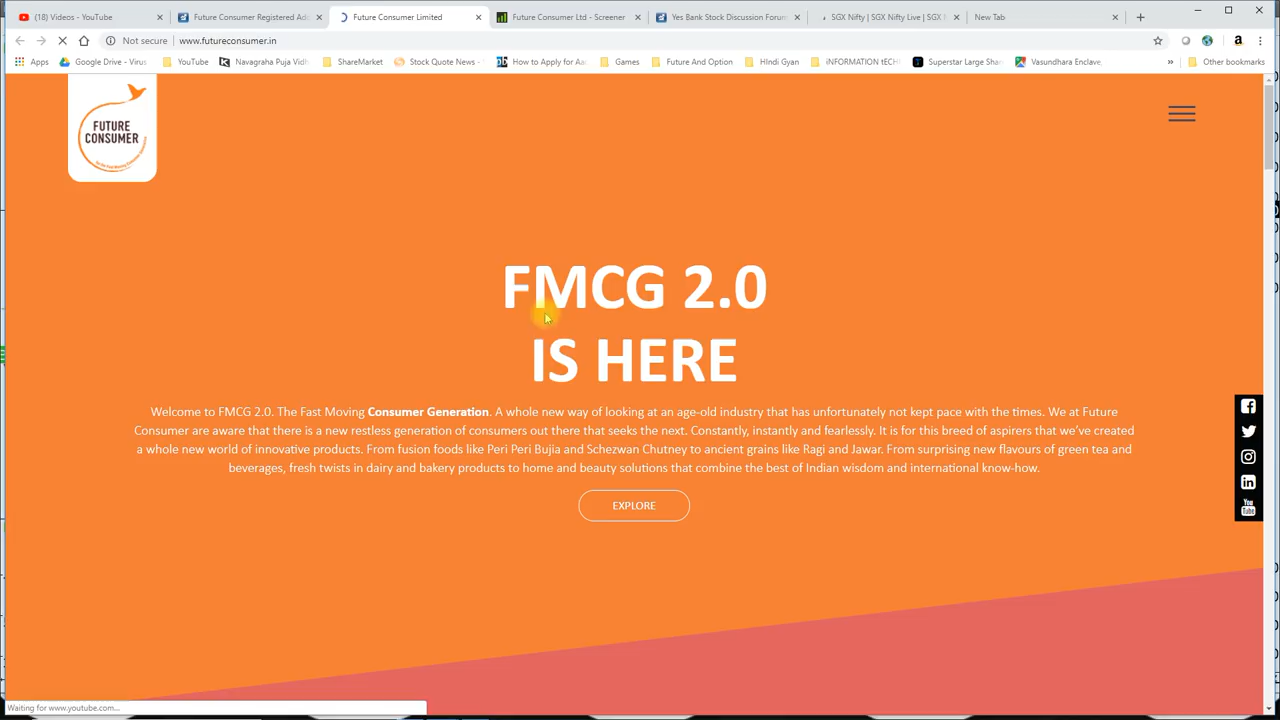 (18) Videos - YouTube
Future Consumer Registered Add
Future Consumer Limited
Future Consumer Ltd - Screener
Yes Bank Stock Discussion Forum
SGX Nifty | SGX Nifty Live | SGX
New Tab
Not secure
www.futureconsumer.in
Apps
Google Drive - Virus
YouTube
Navagraha Puja Vidh
ShareMarket
Stock Quote News -
How to Apply for Aa
Games
Future And Option
HIndi Gyan
iNFORMATION tECH
Superstar Large Sha
Vasundhara Enclave
Other bookmarks
FUTURE
CONSUMER
FMCG 2.0
IS HERE
Welcome to FMCG 2.0. The Fast Moving Consumer Generation. A whole new way of looking at an age-old industry that has unfortunately not kept pace with the times. We at Future
Consumer are aware that there is a new restless generation of consumers out there that seeks the next. Constantly, instantly and fearlessly. It is for this breed of aspirers that we've created
a whole new world of innovative products. From fusion foods like Peri Peri Bujia and Schezwan Chutney to ancient grains like Ragi and Jawar. From surprising new flavours of green tea and
beverages, fresh twists in dairy and bakery products to home and beauty solutions that combine the best of Indian wisdom and international know-how.
EXPLORE
You
Tube
Waiting for www.youtube.com...